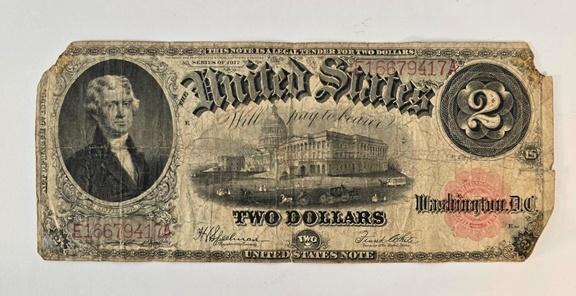 THIS NOTE IS A LEGAL TENDER FOR TWO DOLLARS
SERIES OF 1917
E16679417A
United States
2
Will pay to bearer
Washington, D.C.
TWO DOLLARS
E16679417A
TWO
UNITED STATES NOTE